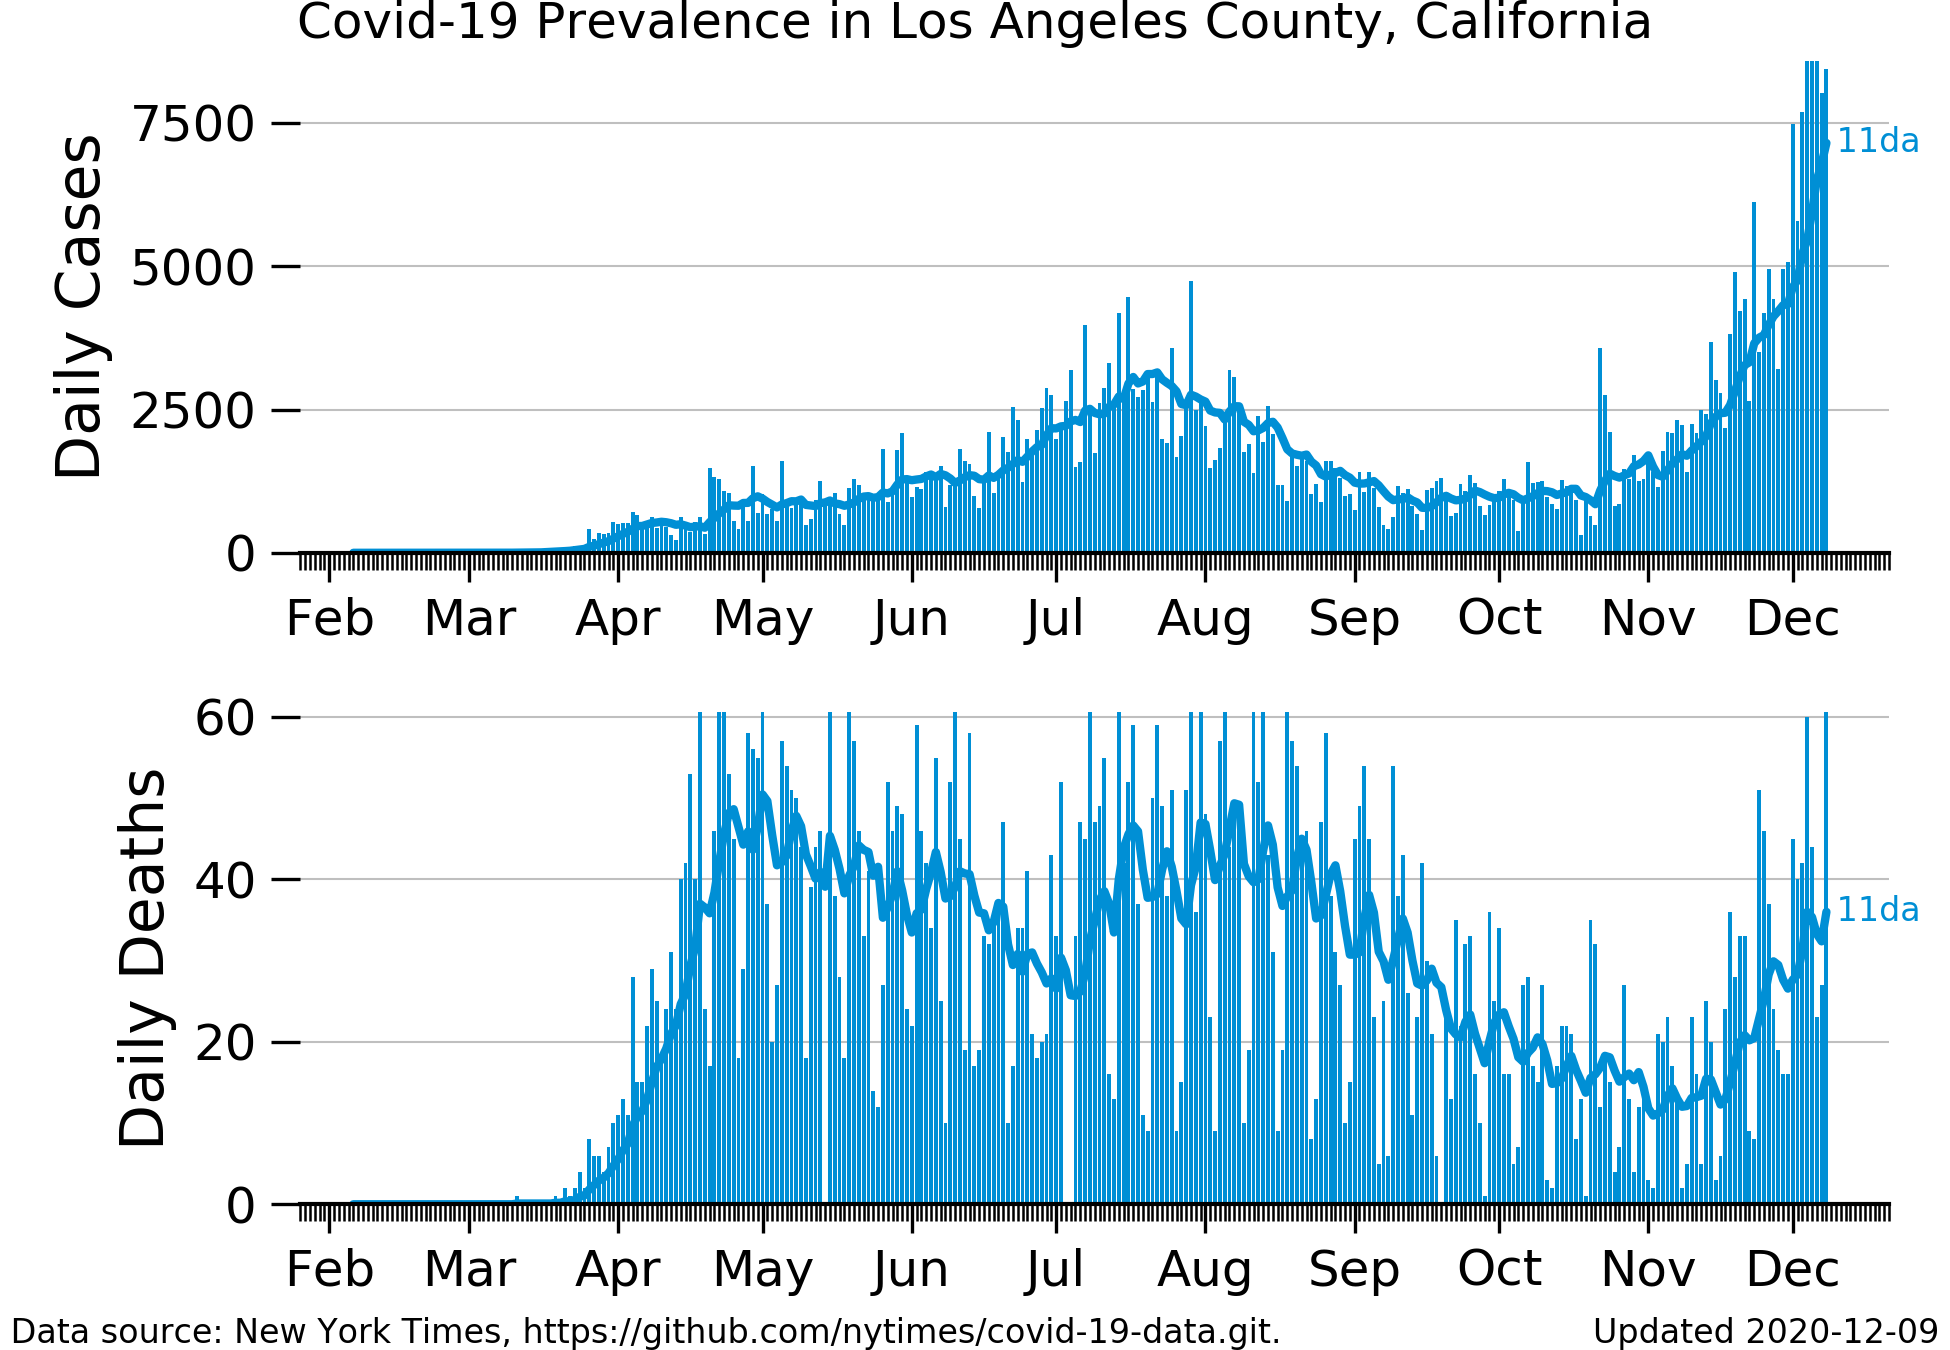 Covid-19 Prevalence in Los Angeles County, California
Daily Cases
7500
5000
2500
0
11da
Feb Mar Apr May Jun Jul Aug Sep Oct Nov Dec
Daily Deaths
60
40
20
0
11da
Feb Mar Apr May Jun Jul Aug Sep Oct Nov Dec
Data source: New York Times, https://github.com/nytimes/covid-19-data.git. Updated 2020-12-09